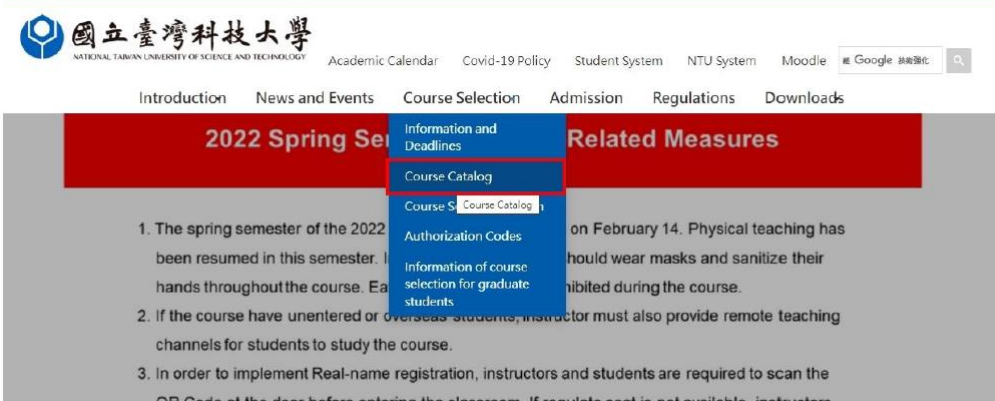 國立臺灣科技大學
NATIONAL TAIWAN UNIVERSITY OF SCIENCE AND TECHNOLOGY
Academic Calendar Covid-19 Policy Student System NTU System Moodle Google
Introduction News and Events Course Selection Admission Regulations Downloads
Information and
Deadlines
Course Catalog
Course S
Course Catalog
Authorization Codes
Information of course
selection for graduate
students
2022 Spring Se Related Measures
1. The spring semester of the 2022 on February 14. Physical teaching has
been resumed in this semester. I hould wear masks and sanitize their
hands throughout the course. Ea hibited during the course.
2. If the course have unentered or overseas students, instructor must also provide remote teaching
channels for students to study the course.
3. In order to implement Real-name registration, instructors and students are required to scan the